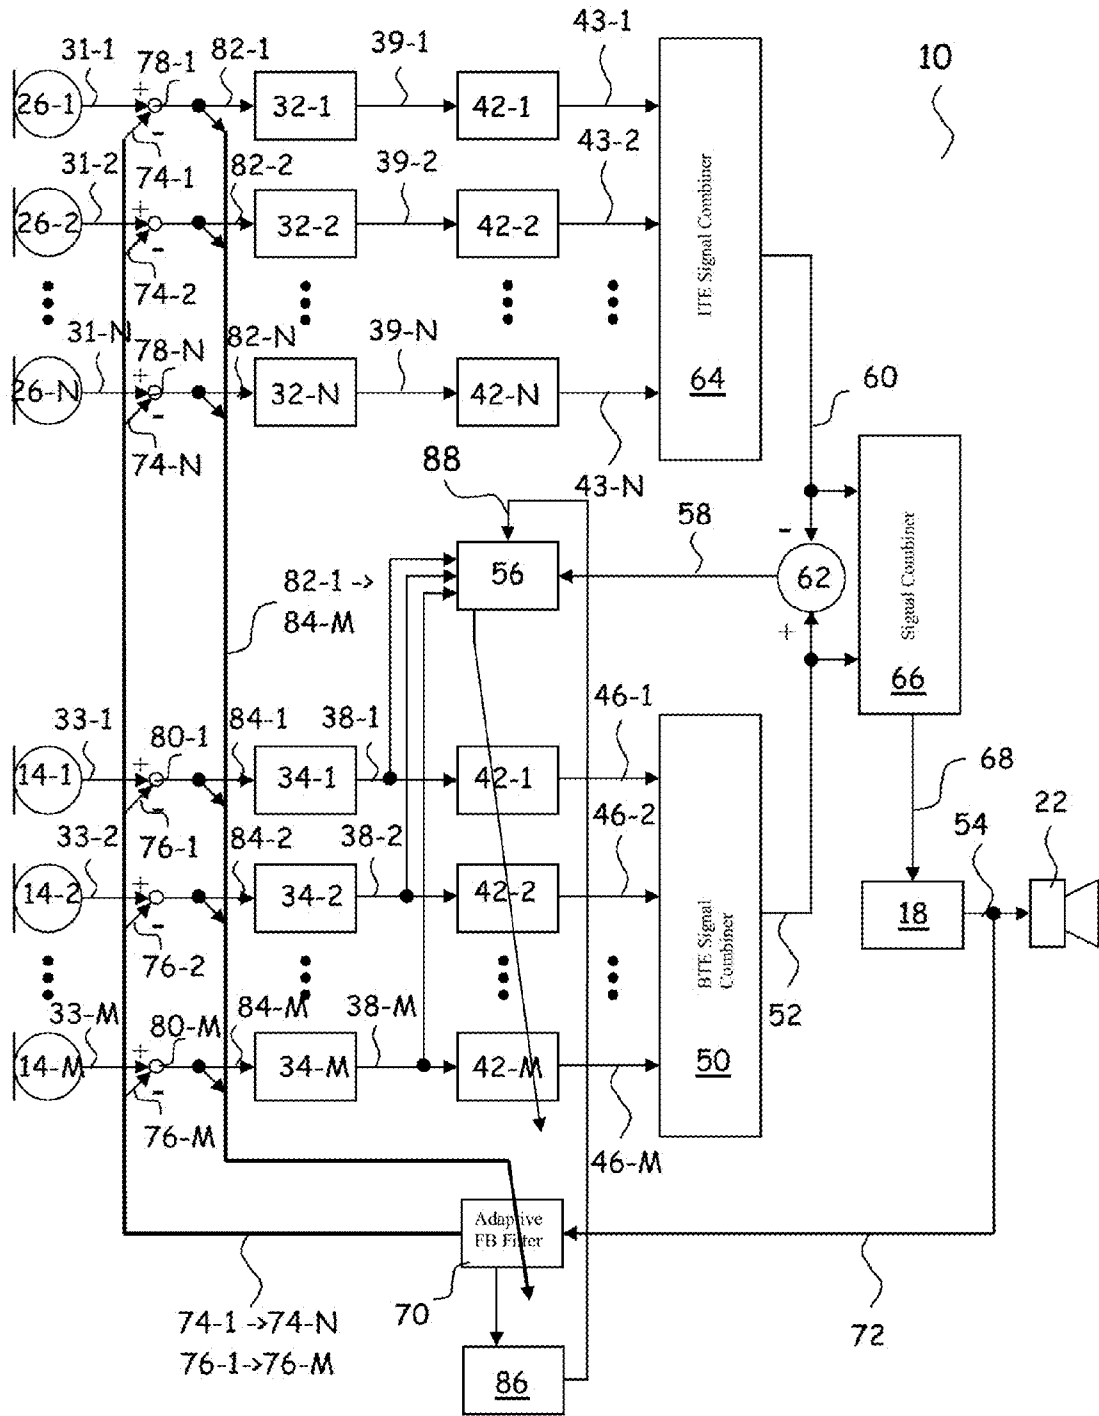 43-1
31-1
78-1
82-1
39-1
10
+
26-1
32-1
42-1
-
31-2
74-1
82-2
39-2
43-2
+
26-2
32-2
42-2
ITE Signal Combiner
-
74-2
31-N
78-N
82-N
39-N
+
26-N
32-N
42-N
64
60
-
74-N
88
43-N
58
-
56
62
Signal Combiner
82-1 ->
84-M
+
66
33-1
80-1
84-1
38-1
46-1
+
14-1
34-1
42-1
68
-
33-2
76-1
84-2
38-2
46-2
54
22
+
14-2
34-2
42-2
18
BTE Signal
Combiner
-
76-2
33-M
80-M
84-M
38-M
52
+
14-M
34-M
42-M
50
-
76-M
46-M
Adaptive
FB Filter
70
74-1 ->74-N
72
76-1->76-M
86